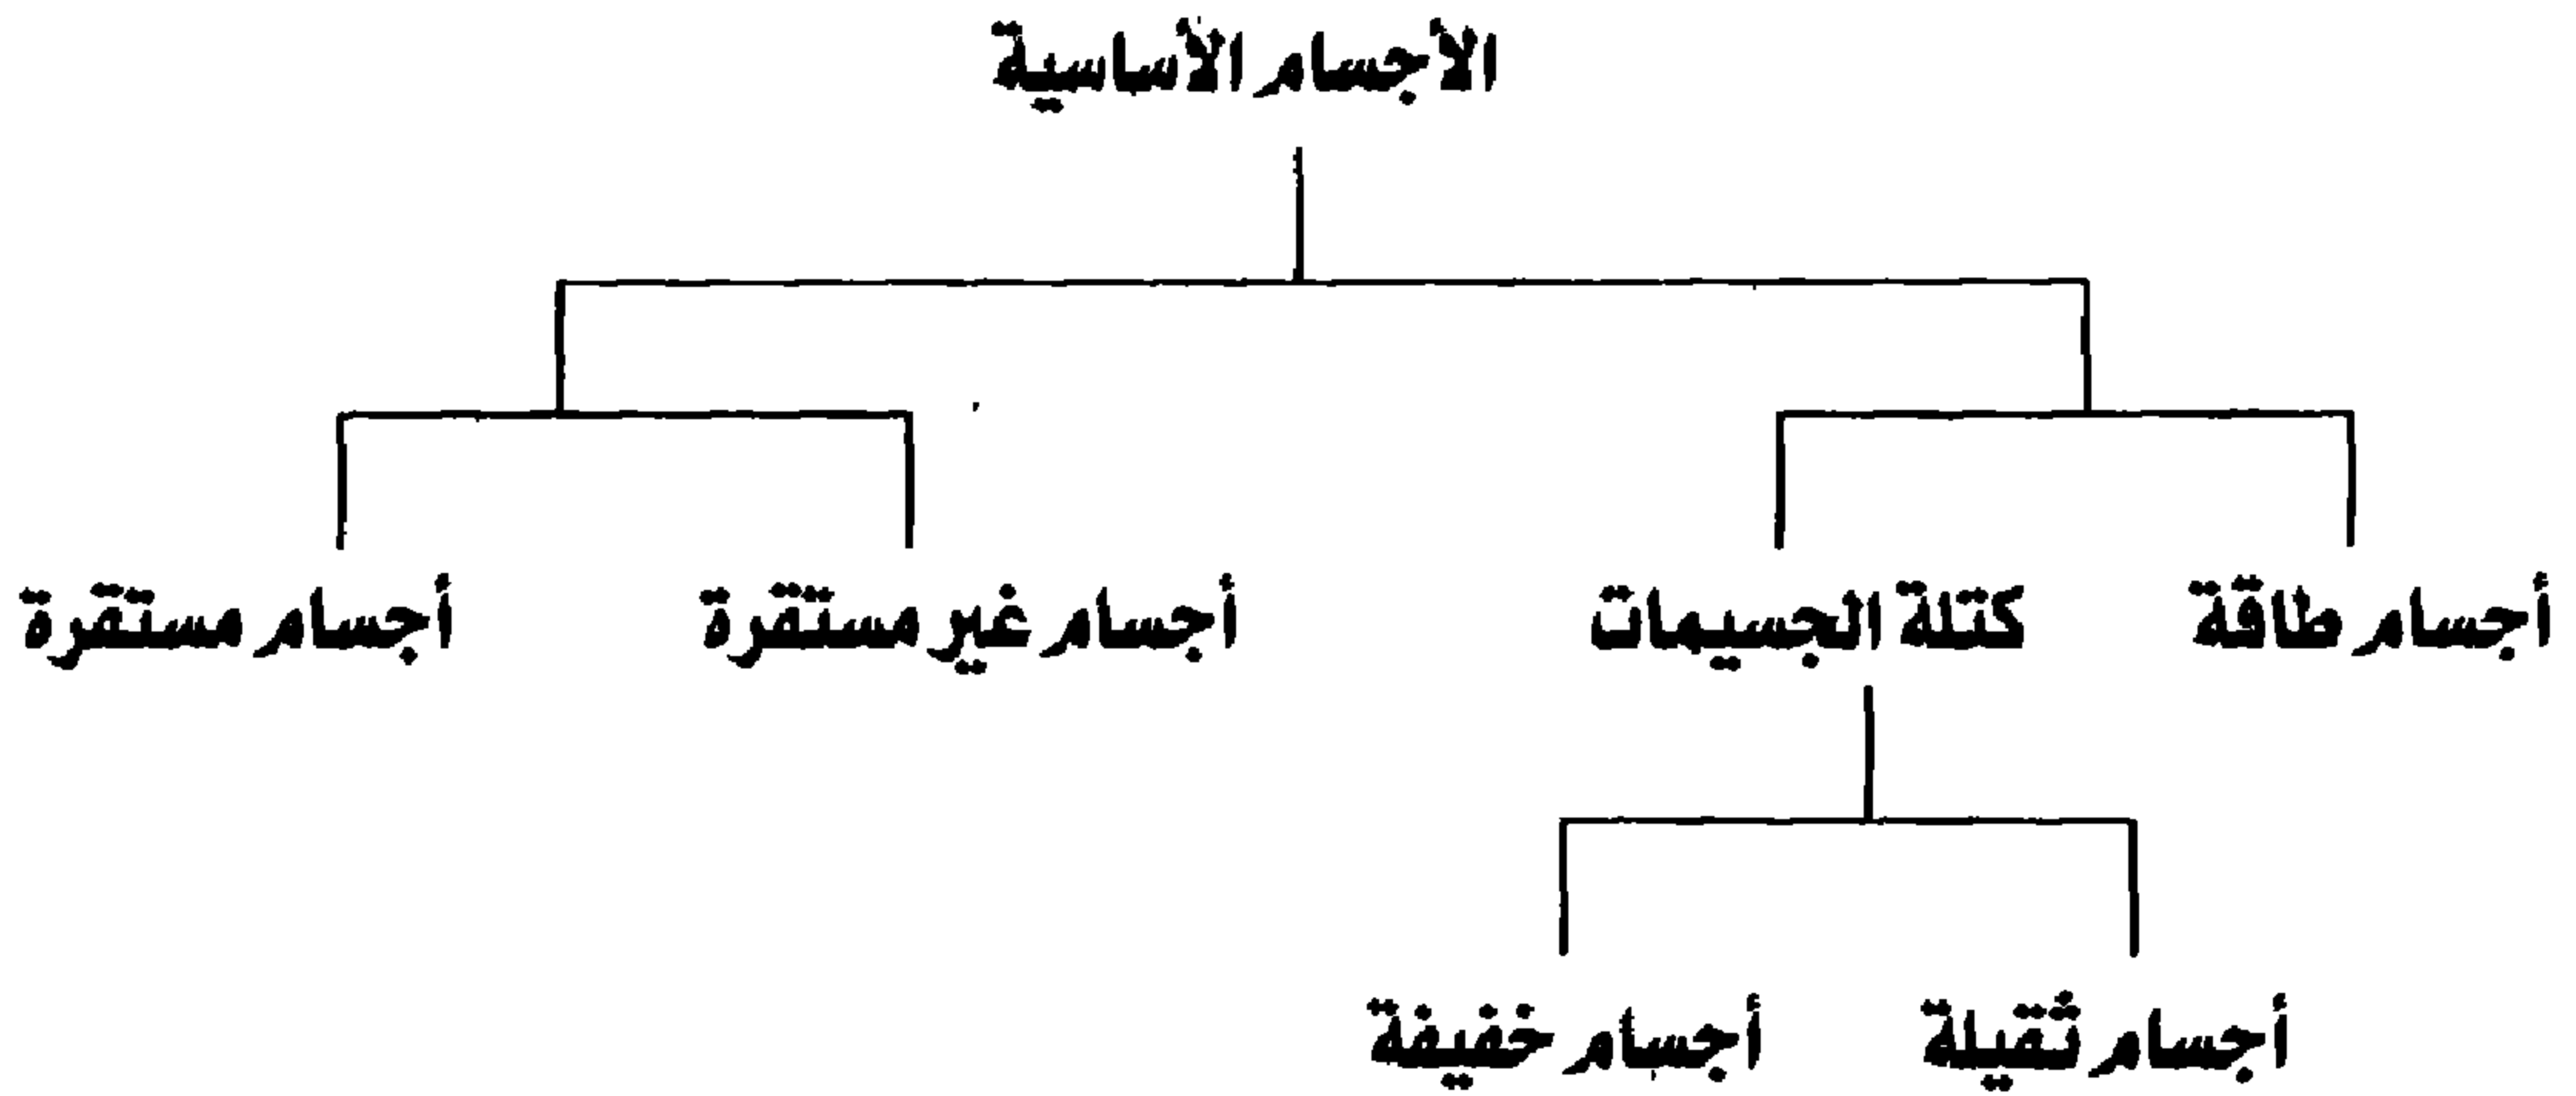 الأجسام الأساسية
أجسام طاقة
كتلة الجسيمات
أجسام غير مستقرة
أجسام مستقرة
أجسام ثقيلة
أجسام خفيفة